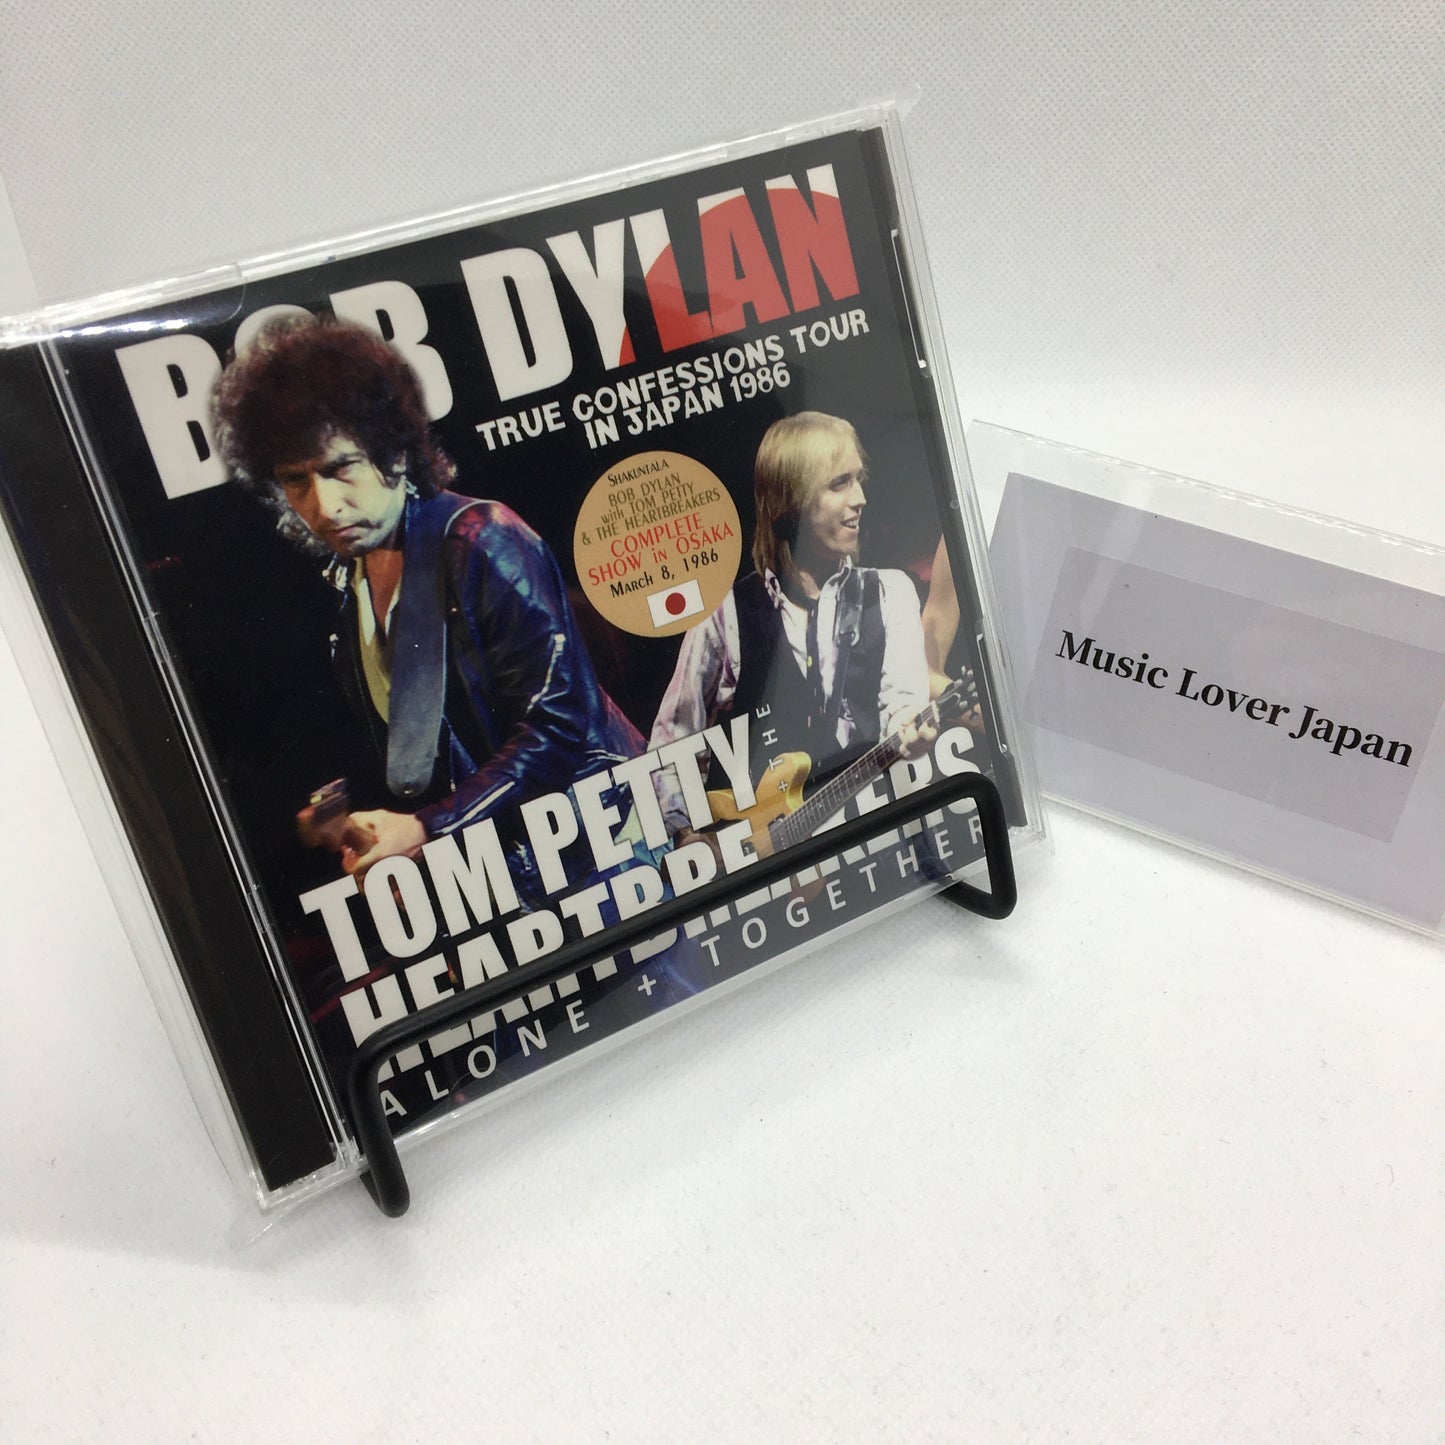 BOB DYLAN
TRUE CONFESSIONS TOUR
IN JAPAN 1986
SHAKUNTALA
BOB DYLAN
with TOM PETTY
& THE HEARTBREAKERS
COMPLETE
SHOW in OSAKA
March 8, 1986
TOM PETTY + THE
HEARTBREAKERS
ALONE + TOGETHER
Music Lover Japan